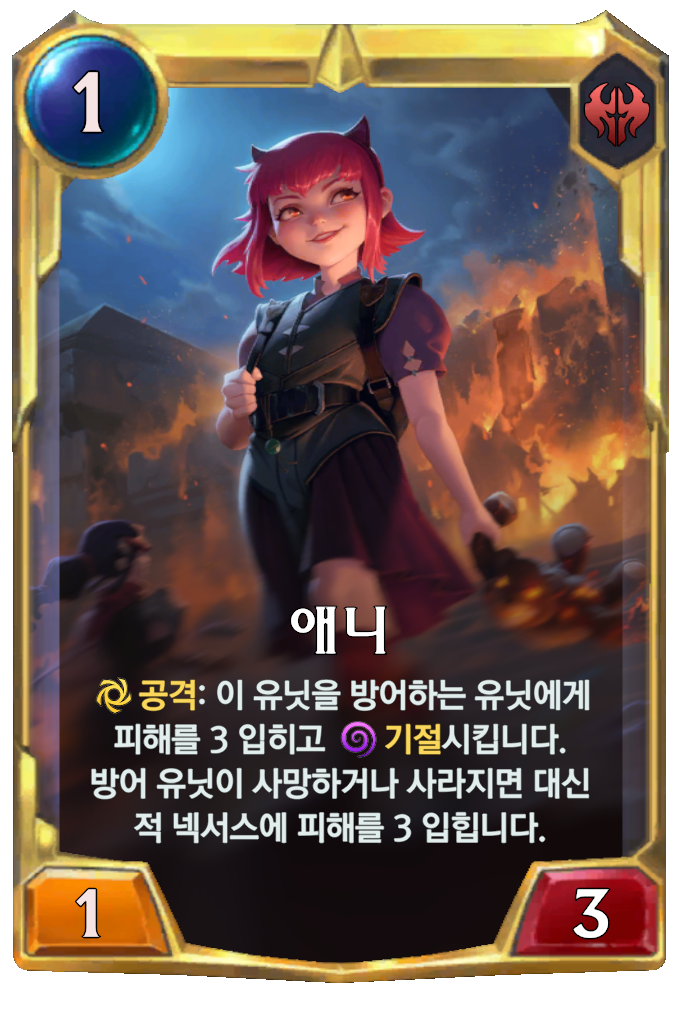 1
애니
공격: 이 유닛을 방어하는 유닛에게
피해를 3 입히고 기절시킵니다.
방어 유닛이 사망하거나 사라지면 대신
적 넥서스에 피해를 3 입힙니다.
1
3